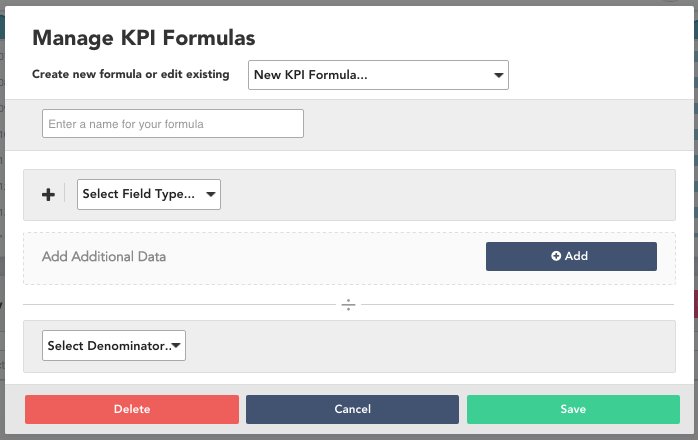 Manage KPI Formulas
Create new formula or edit existing
New KPI Formula...
Enter a name for your formula
Select Field Type...
Add Additional Data
Add
Select Denominator..
Delete
Cancel
Save